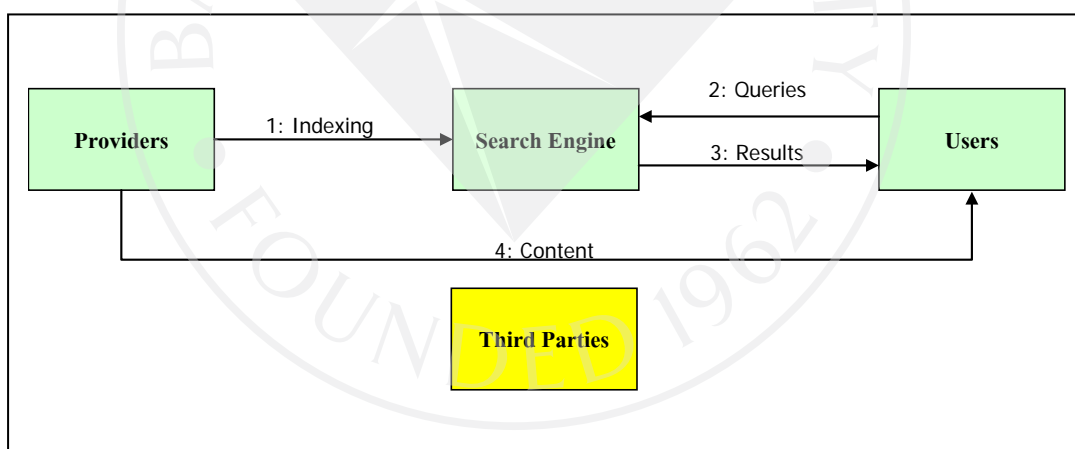 2: Queries
1: Indexing
Providers
Search Engine
Users
3: Results
4: Content
Third Parties
FOUNDED 1962